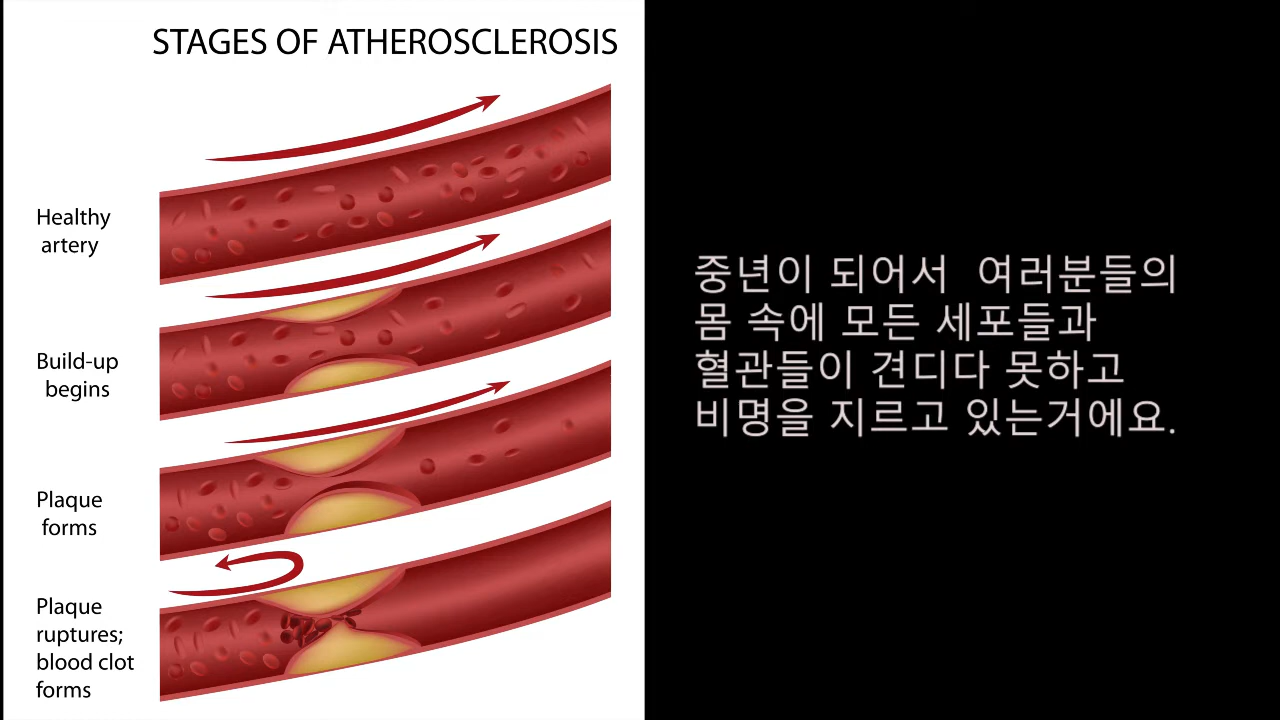 STAGES OF ATHEROSCLEROSIS
Healthy
artery
Build-up
begins
Plaque
forms
Plaque
ruptures;
blood clot
forms
중년이 되어서 여러분들의
몸 속에 모든 세포들과
혈관들이 견디다 못하고
비명을 지르고 있는거에요.